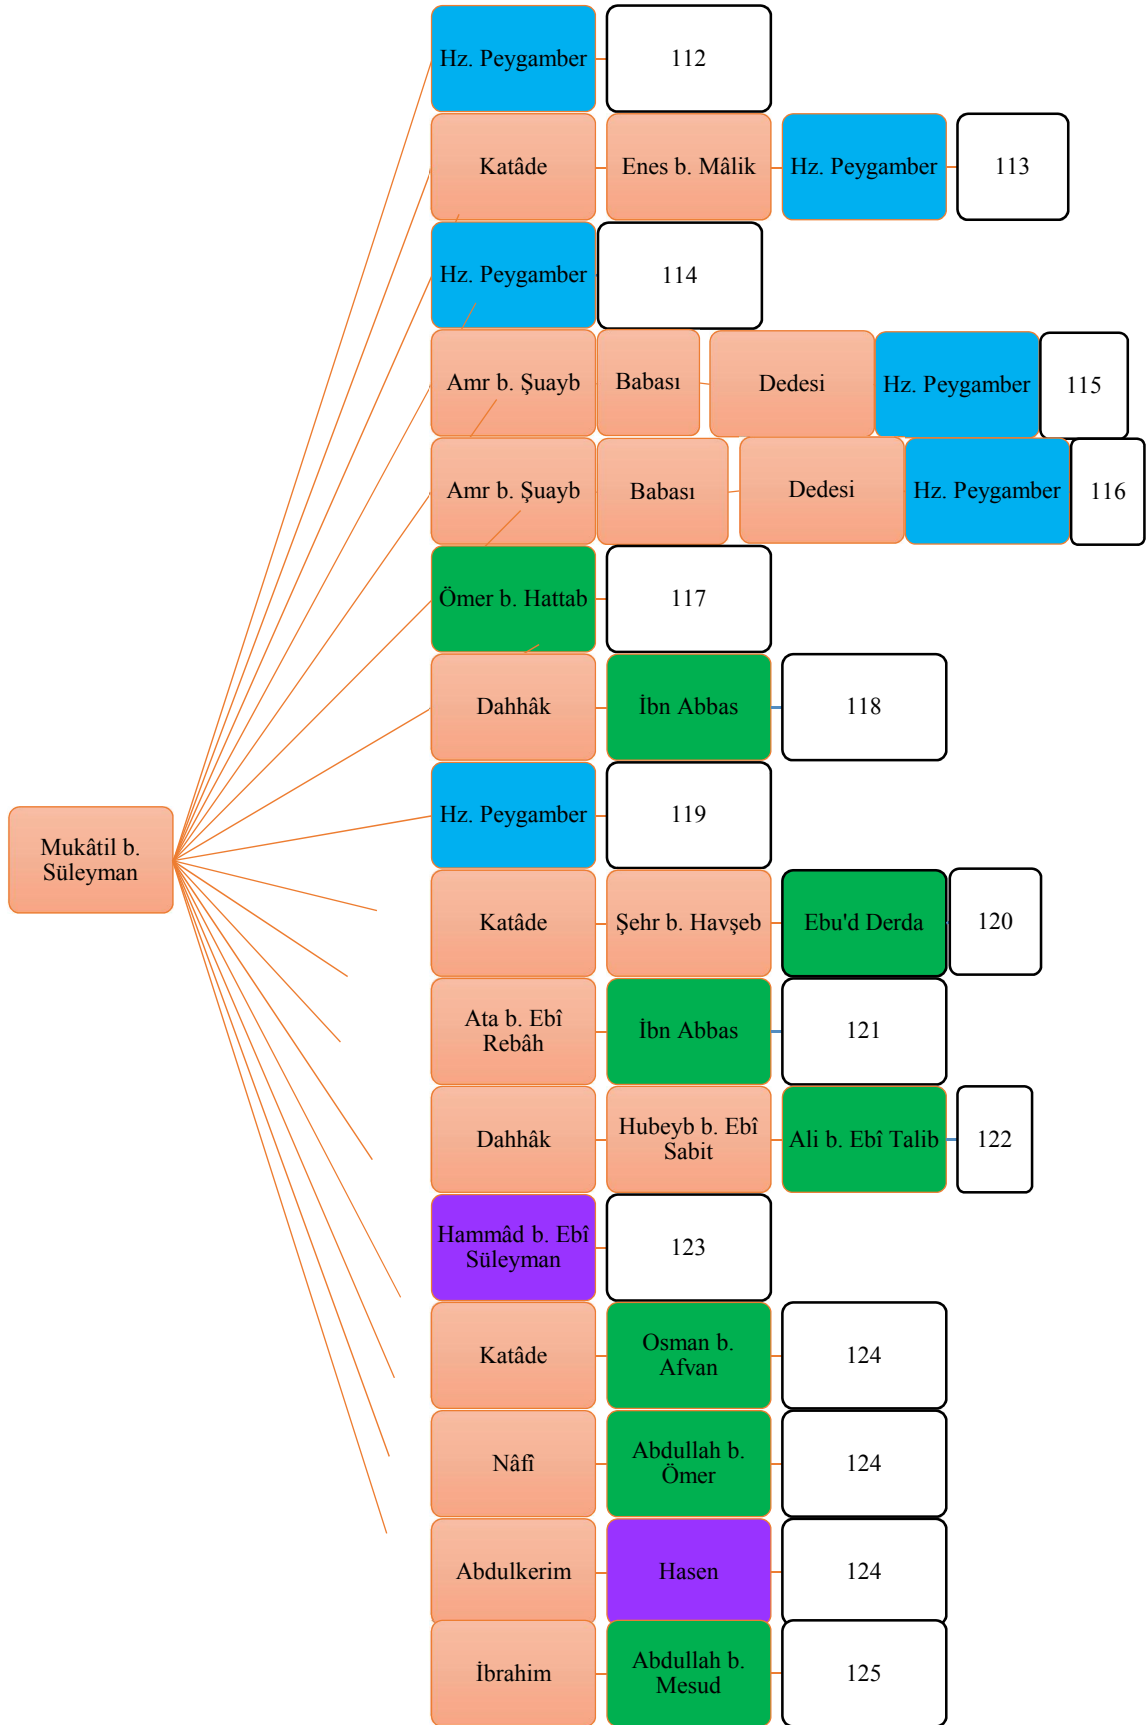 Hz. Peygamber
112
Katâde
Enes b. Mâlik
Hz. Peygamber
113
Hz. Peygamber
114
Amr b. Şuayb
Babası
Dedesi
Hz. Peygamber
115
Amr b. Şuayb
Babası
Dedesi
Hz. Peygamber
116
Ömer b. Hattab
117
Dahhâk
İbn Abbas
118
Mukâtil b.
Süleyman
Hz. Peygamber
119
Katâde
Şehr b. Havşeb
Ebu'd Derda
120
Ata b. Ebî
Rebâh
İbn Abbas
121
Dahhâk
Hubeyb b. Ebî
Sabit
Ali b. Ebî Talib
122
Hammâd b. Ebî
Süleyman
123
Katâde
Osman b.
Afvan
124
Nâfî
Abdullah b.
Ömer
124
Abdulkerim
Hasen
124
İbrahim
Abdullah b.
Mesud
125